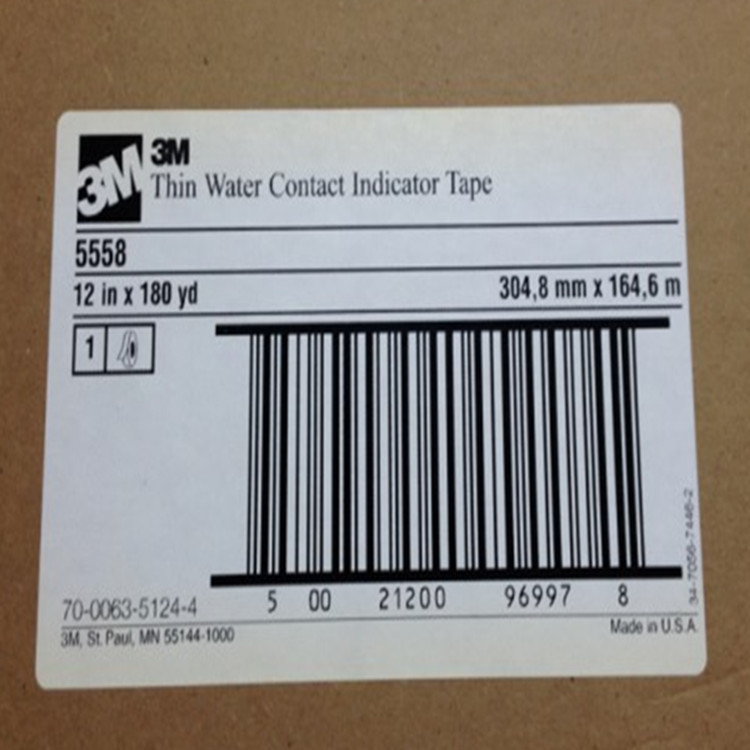 3M
3M
Thin Water Contact Indicator Tape
5558
12 in x 180 yd
304,8 mm x 164,6 m
1
5 00 21200 96997 8
34-7056-7446-2
70-0063-5124-4
3M, St. Paul, MN 55144-1000
Made in U.S.A.